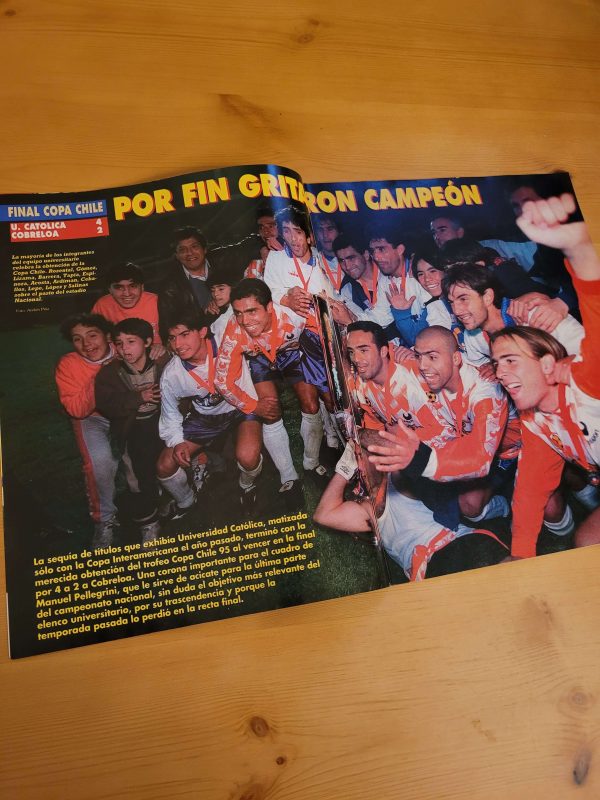 FINAL COPA CHILE
U. CATOLICA 4
COBRELOA 2
POR FIN GRITARON CAMPEÓN
La mayoría de los integrantes
del equipo universitario
celebra la obtención de la
Copa Chile. Rosental, Gómez,
Lizama, Barrera, Tapia, Espi-
noza, Acosta, Ardiman, Ceba-
llos, Lepe, López y Salinas
sobre el pasto del estadio
Nacional.
La sequía de títulos que exhibía Universidad Católica, matizada
sólo con la Copa Interamericana el año pasado, terminó con la
merecida obtención del trofeo Copa Chile 95 al vencer en la final
por 4 a 2 a Cobreloa. Una corona importante para el cuadro de
Manuel Pellegrini, que le sirve de acicate para la última parte
del campeonato nacional, sin duda el objetivo más relevante del
elenco universitario, por su trascendencia y porque la
temporada pasada lo perdió en la recta final.